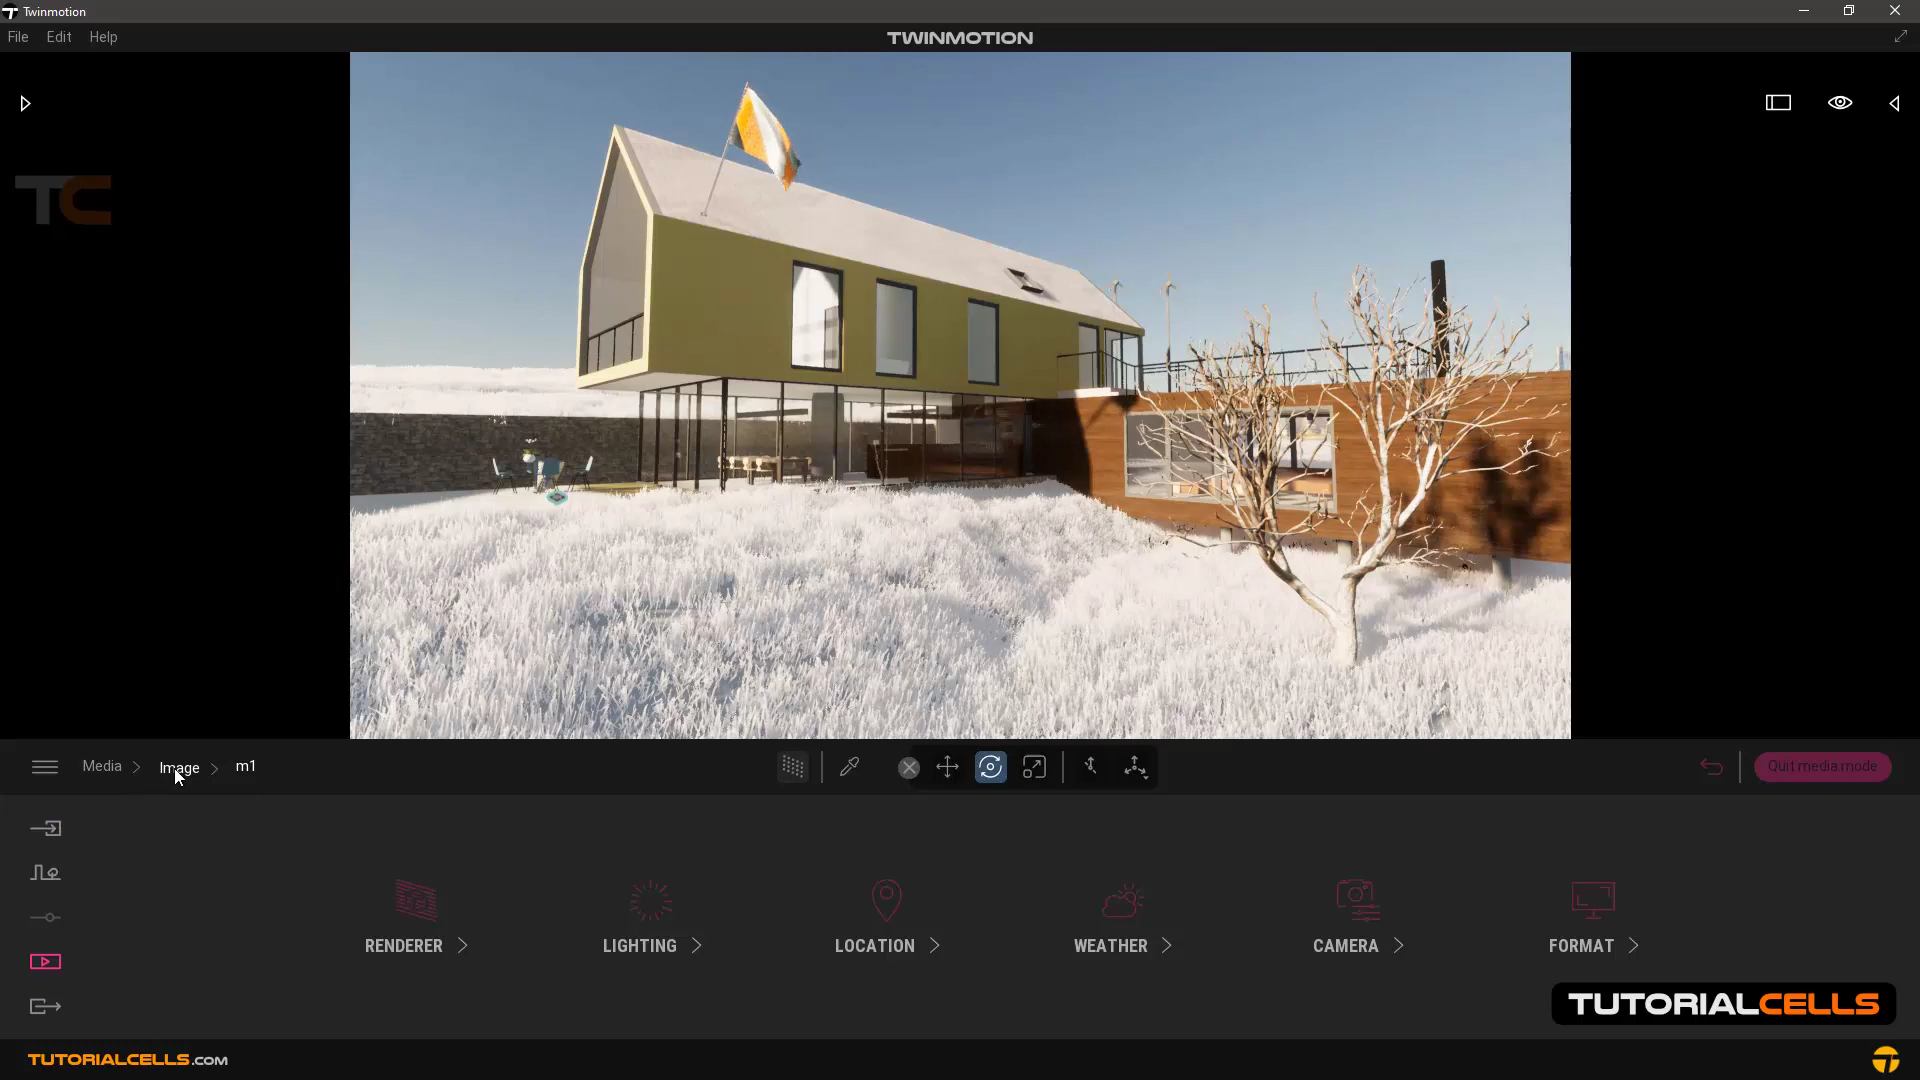 Twinmotion
File Edit Help
TWINMOTION
TC
Media Image m1
Quit media mode
RENDERER LIGHTING LOCATION WEATHER CAMERA FORMAT
TUTORIALCELLS
TUTORIALCELLS.COM